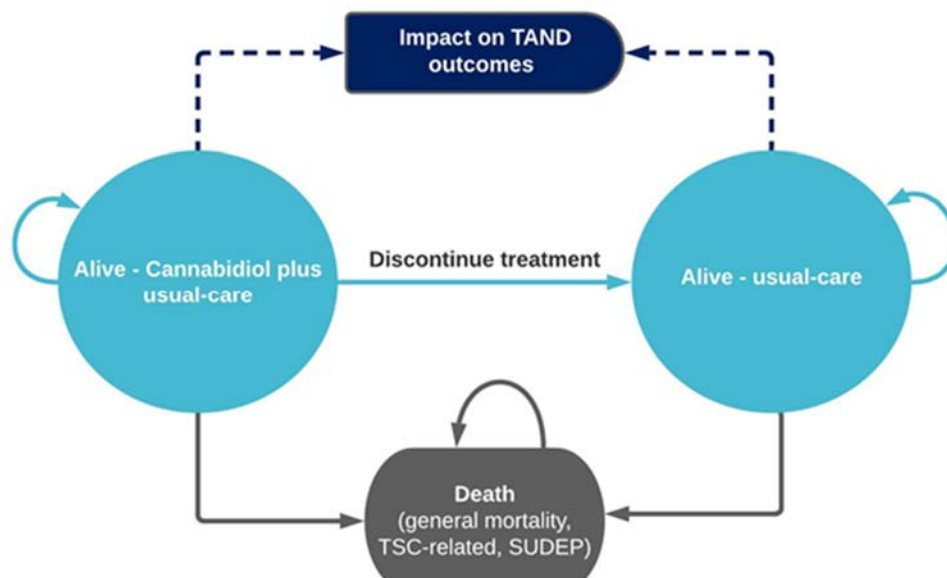 Impact on TAND
outcomes
Alive - Cannabidiol plus
usual-care
Discontinue treatment
Alive - usual-care
Death
(general mortality,
TSC-related, SUDEP)